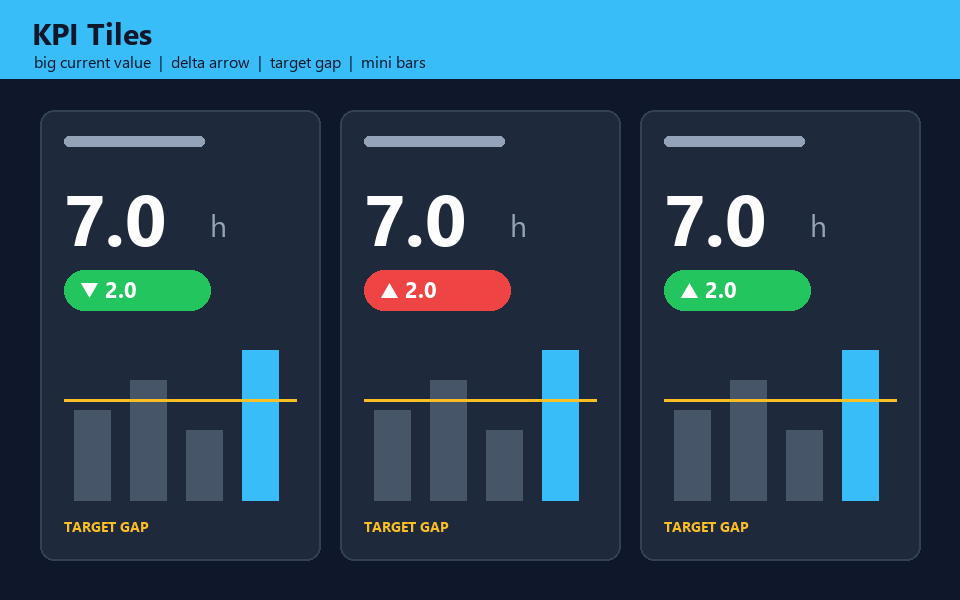 KPI Tiles
big current value | delta arrow | target gap | mini bars
7.0 h
▼ 2.0
TARGET GAP
7.0 h
▲ 2.0
TARGET GAP
7.0 h
▲ 2.0
TARGET GAP